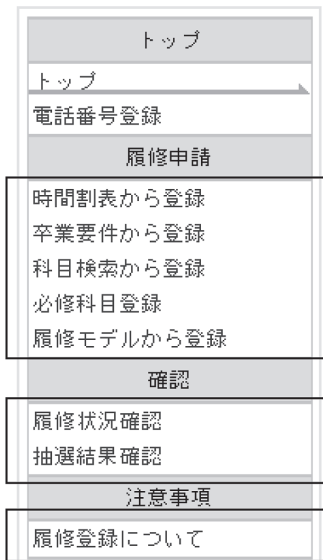 トップ
トップ
電話番号登録
履修申請
時間割表から登録
卒業要件から登録
科目検索から登録
必修科目登録
履修モデルから登録
確認
履修状況確認
抽選結果確認
注意事項
履修登録について